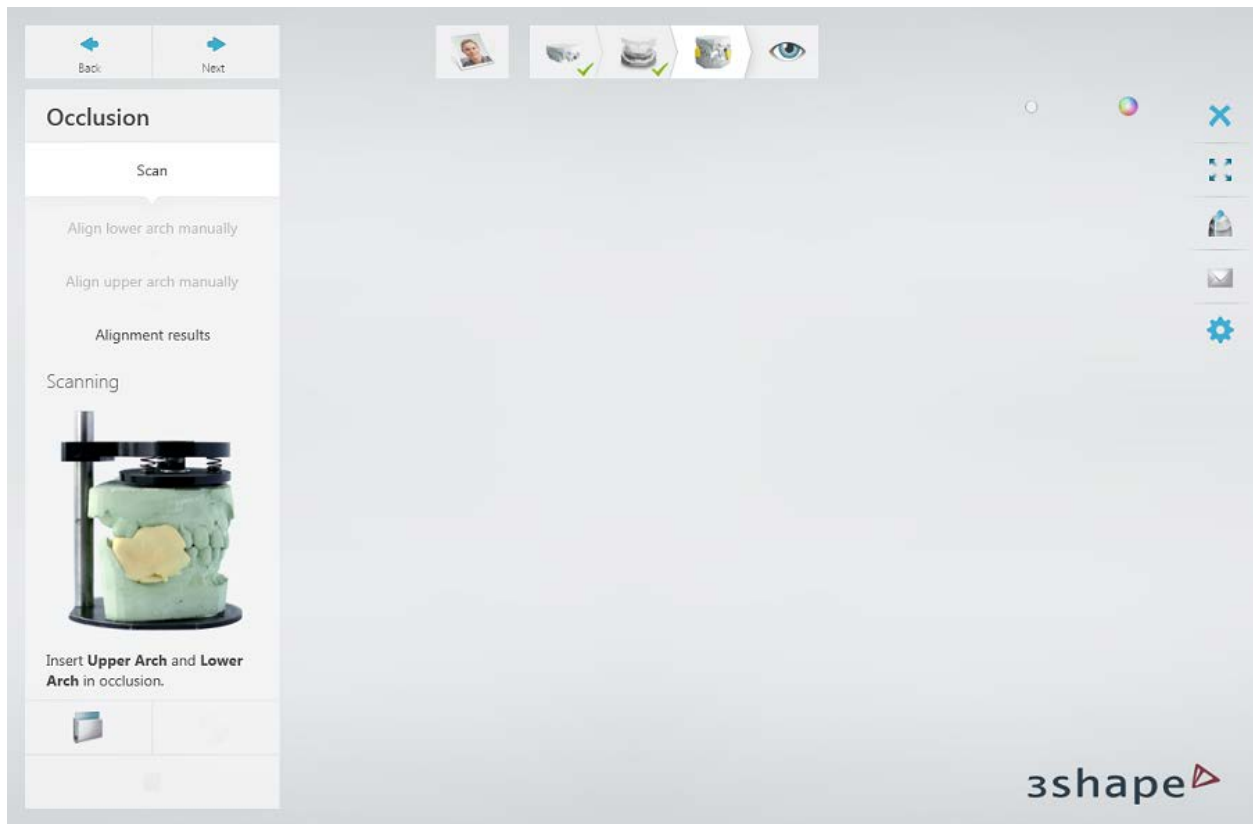 Back
Next
Occlusion
Scan
Align lower arch manually
Align upper arch manually
Alignment results
Scanning
Insert Upper Arch and Lower
Arch in occlusion.
3shape